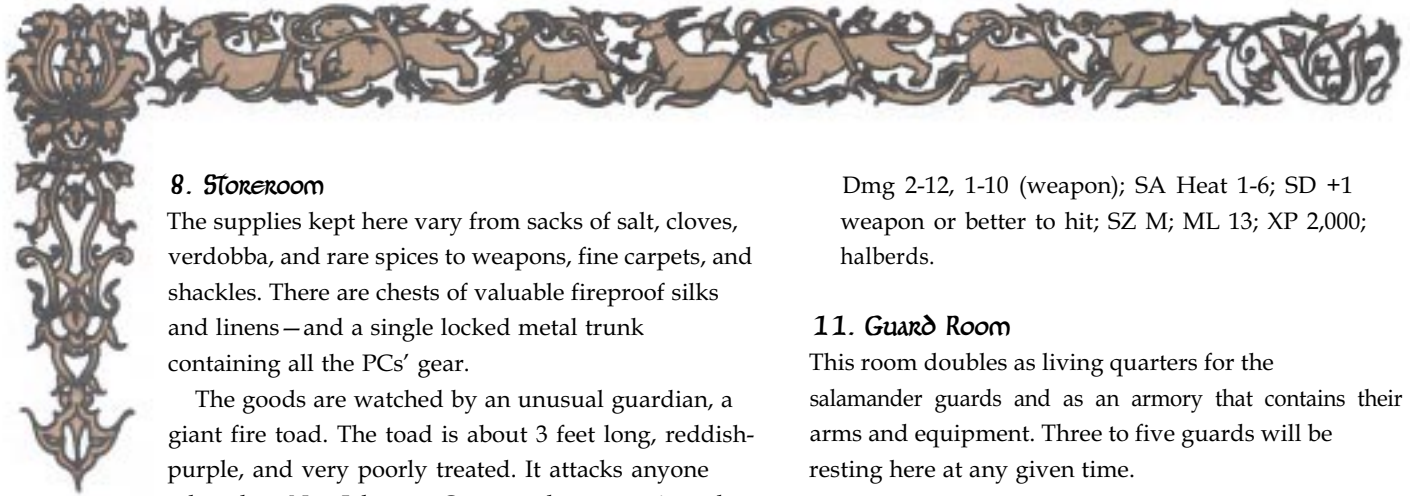 8. Storeroom
The supplies kept here vary from sacks of salt, cloves,
verdobba, and rare spices to weapons, fine carpets, and
shackles. There are chests of valuable fireproof silks
and linens—and a single locked metal trunk
containing all the PCs’ gear.
The goods are watched by an unusual guardian, a
giant fire toad. The toad is about 3 feet long, reddish-
purple, and very poorly treated. It attacks anyone
Dmg 2-12, 1-10 (weapon); SA Heat 1-6; SD +1
weapon or better to hit; SZ M; ML 13; XP 2,000;
halberds.
11. Guard Room
This room doubles as living quarters for the
salamander guards and as an armory that contains their
arms and equipment. Three to five guards will be
resting here at any given time.